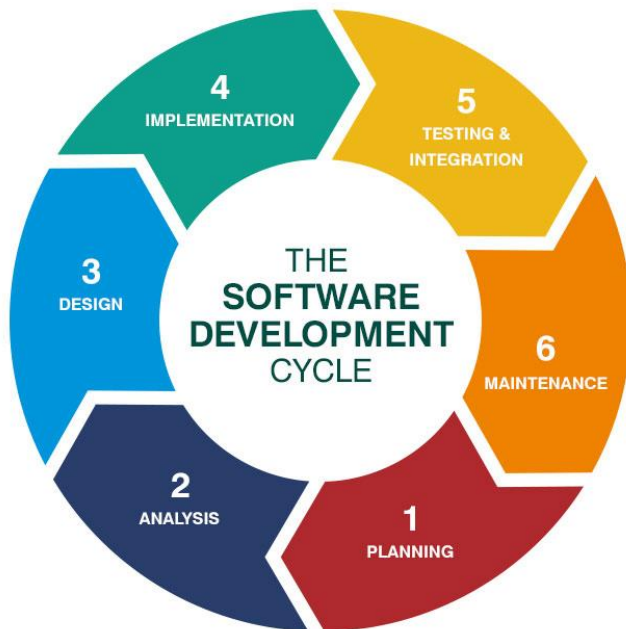 THE
SOFTWARE
DEVELOPMENT
CYCLE
1
PLANNING
2
ANALYSIS
3
DESIGN
4
IMPLEMENTATION
5
TESTING &
INTEGRATION
6
MAINTENANCE